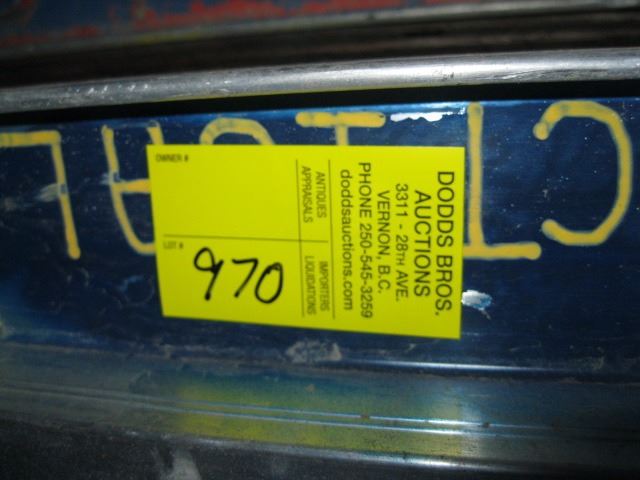 DODDS BROS.
AUCTIONS
3311 - 28TH AVE.
VERNON, B.C.
PHONE 250-545-3259
doddsauctions.com
ANTIQUES
APPRAISALS
IMPORTERS
LIQUIDATIONS
OWNER #
LOT #
970